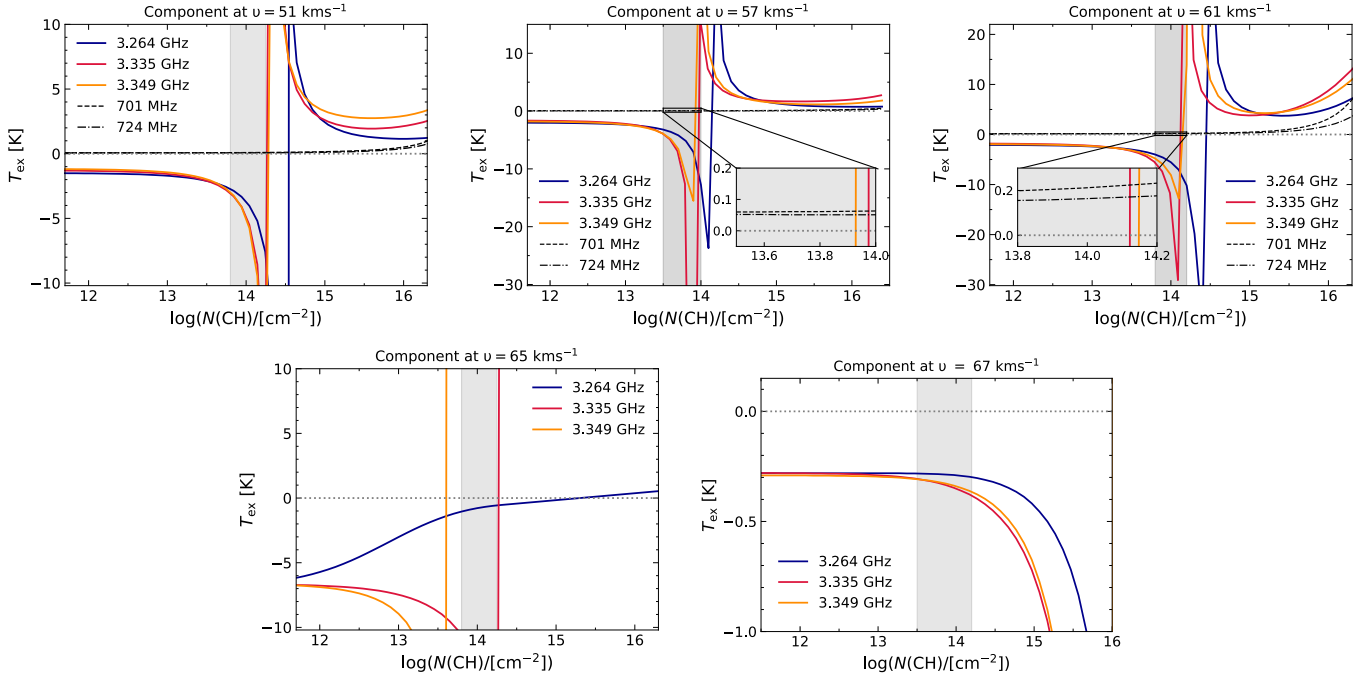 Component at υ = 51 kms⁻¹
T_ex [K]
10
5
0
−5
−10
3.264 GHz
3.335 GHz
3.349 GHz
701 MHz
724 MHz
12
13
14
15
16
log(N(CH)/[cm⁻²])
Component at υ = 57 kms⁻¹
T_ex [K]
10
0
−10
−20
−30
3.264 GHz
3.335 GHz
3.349 GHz
701 MHz
724 MHz
0.2
0.1
0.0
13.6
13.8
14.0
12
13
14
15
16
log(N(CH)/[cm⁻²])
Component at υ = 61 kms⁻¹
T_ex [K]
20
10
0
−10
−20
−30
0.2
0.0
13.8
14.0
14.2
3.264 GHz
3.335 GHz
3.349 GHz
701 MHz
724 MHz
12
13
14
15
16
log(N(CH)/[cm⁻²])
Component at υ = 65 kms⁻¹
T_ex [K]
10
5
0
−5
−10
3.264 GHz
3.335 GHz
3.349 GHz
12
13
14
15
16
log(N(CH)/[cm⁻²])
Component at υ = 67 kms⁻¹
T_ex [K]
0.0
−0.5
−1.0
3.264 GHz
3.335 GHz
3.349 GHz
12
13
14
15
16
log(N(CH)/[cm⁻²])